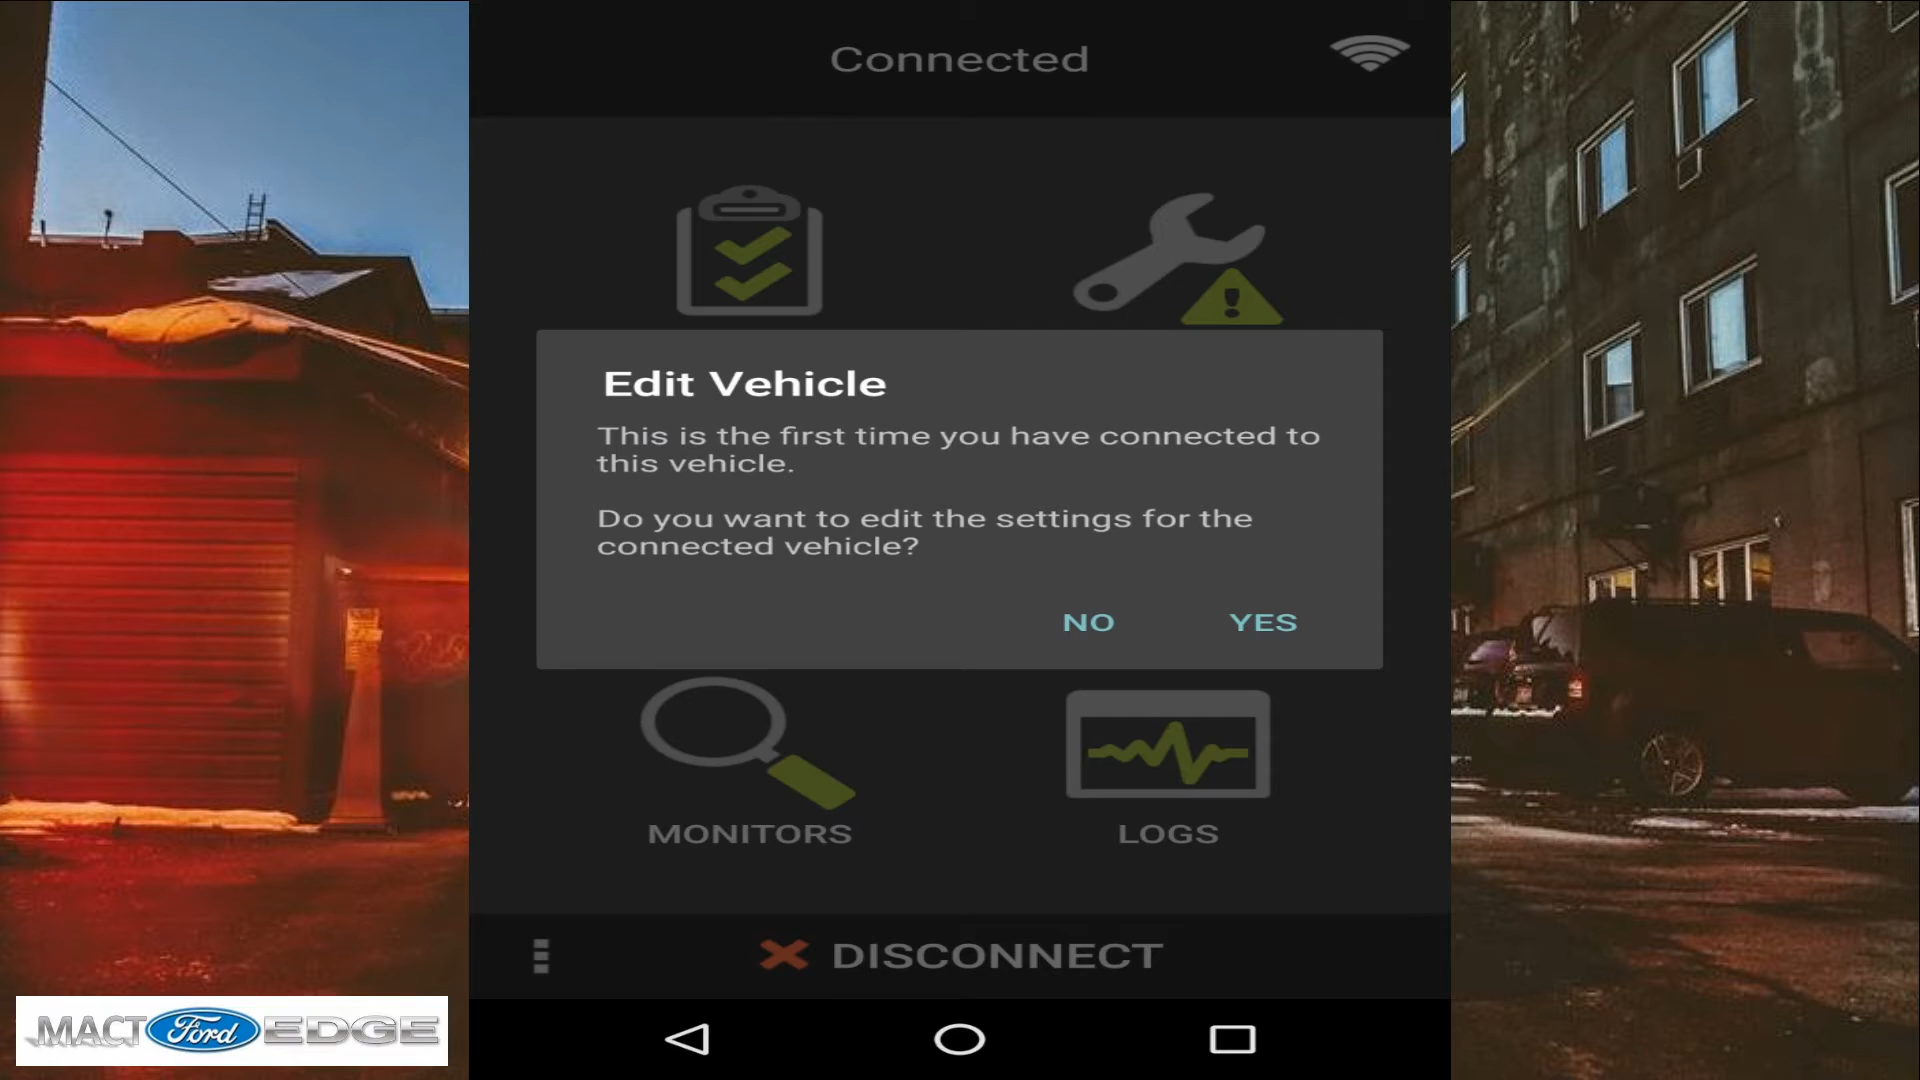 Connected
Edit Vehicle
This is the first time you have connected to
this vehicle.
Do you want to edit the settings for the
connected vehicle?
NO YES
MONITORS LOGS
DISCONNECT
MACT Ford EDGE